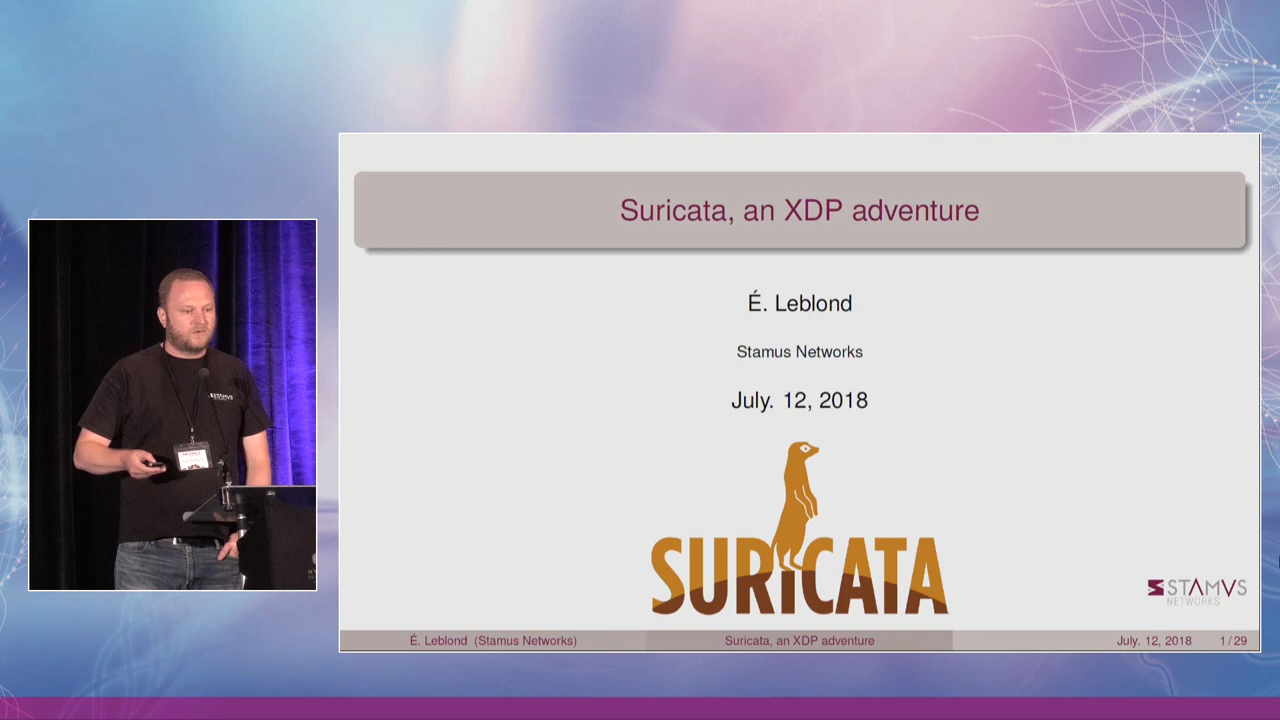 Suricata, an XDP adventure
É. Leblond
Stamus Networks
July. 12, 2018
SURICATA
STAMVS
NETWORKS
É. Leblond (Stamus Networks)
Suricata, an XDP adventure
July. 12, 2018
1 / 29
STAMVS